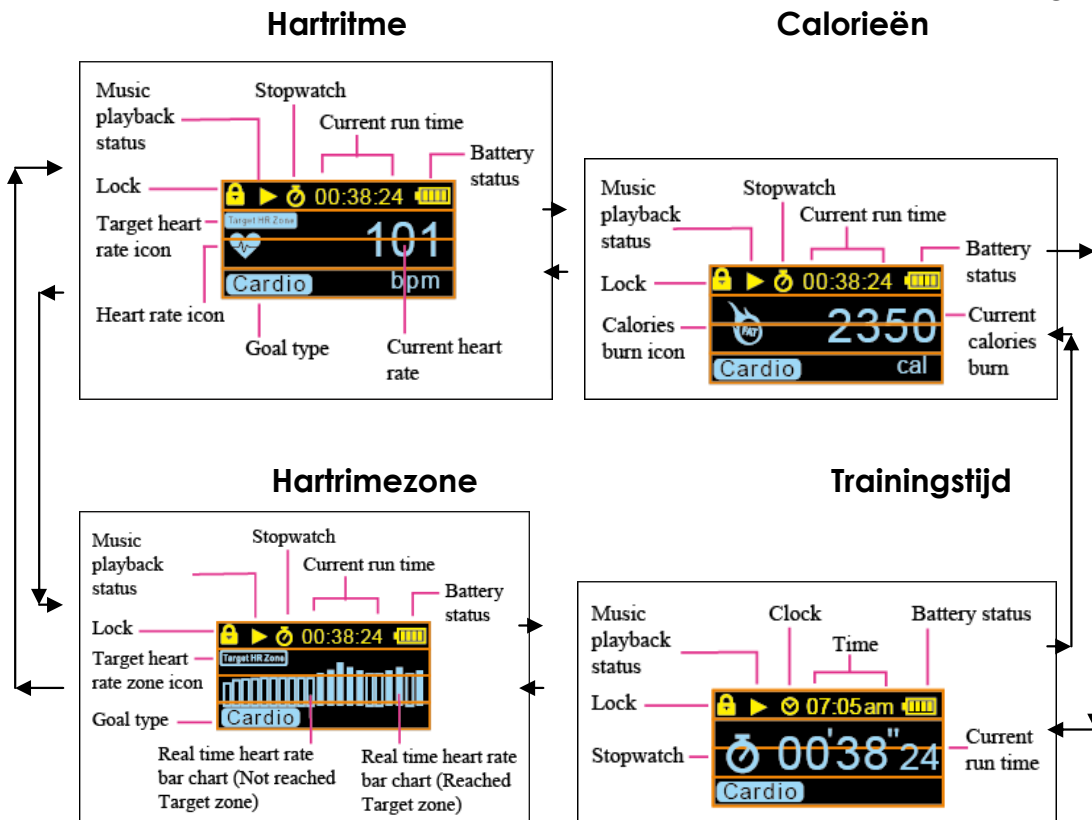 Hartritme
Calorieën
Music
playback
status
Stopwatch
Current run time
Battery
status
Lock
00:38:24
Target heart
rate icon
Target HR Zone
101
Cardio
bpm
Heart rate icon
Goal type
Current heart
rate
Music
playback
status
Stopwatch
Current run time
Battery
status
Lock
00:38:24
Calories
burn icon
FAT
2350
Current
calories
burn
Cardio
cal
Hartrimezone
Trainingstijd
Music
playback
status
Stopwatch
Current run time
Battery
status
Lock
00:38:24
Target heart
rate zone icon
Target HR Zone
Goal type
Cardio
Real time heart rate
bar chart (Not reached
Target zone)
Real time heart rate
bar chart (Reached
Target zone)
Music
playback
status
Clock
Time
Battery status
Lock
07:05am
Stopwatch
00'38"24
Current
run time
Cardio